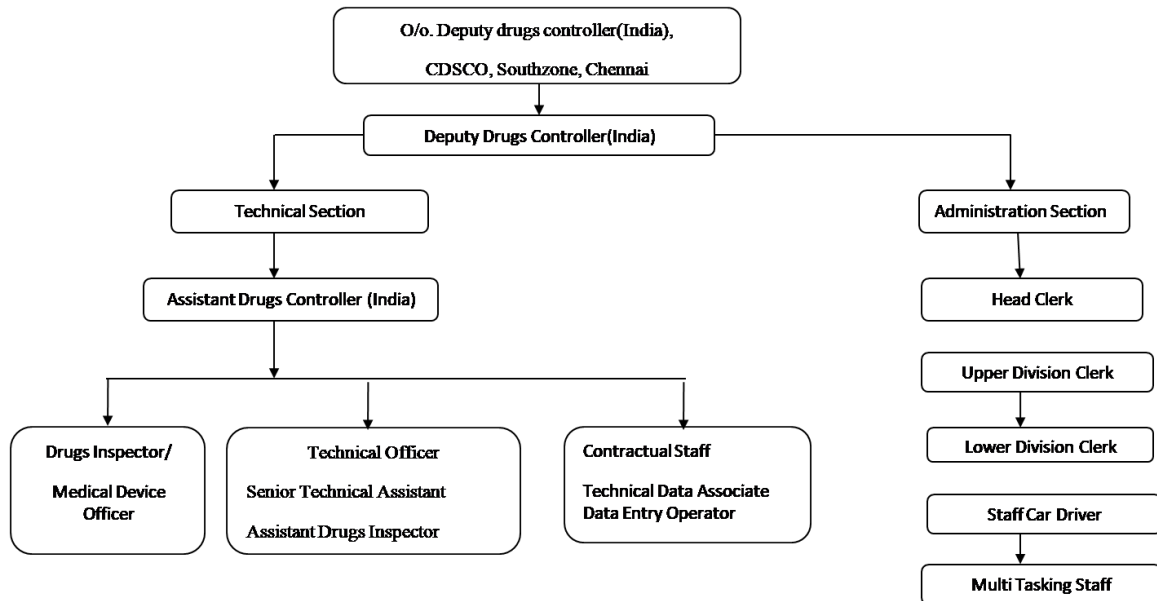 O/o. Deputy drugs controller(India),
CDSCO, Southzone, Chennai
Deputy Drugs Controller(India)
Technical Section
Administration Section
Assistant Drugs Controller (India)
Head Clerk
Upper Division Clerk
Lower Division Clerk
Staff Car Driver
Multi Tasking Staff
Drugs Inspector/
Medical Device
Officer
Technical Officer
Senior Technical Assistant
Assistant Drugs Inspector
Contractual Staff
Technical Data Associate
Data Entry Operator